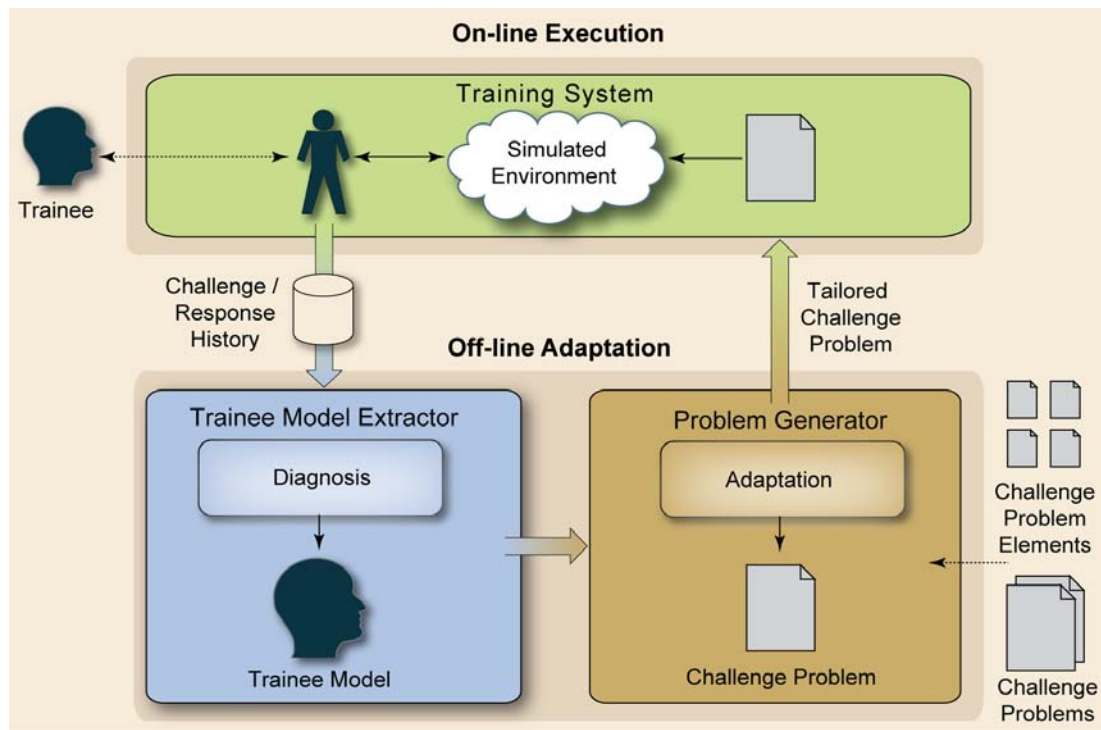 On-line Execution
Training System
Simulated
Environment
Trainee
Challenge /
Response
History
Tailored
Challenge
Problem
Off-line Adaptation
Trainee Model Extractor
Diagnosis
Trainee Model
Problem Generator
Adaptation
Challenge Problem
Challenge
Problem
Elements
Challenge
Problems